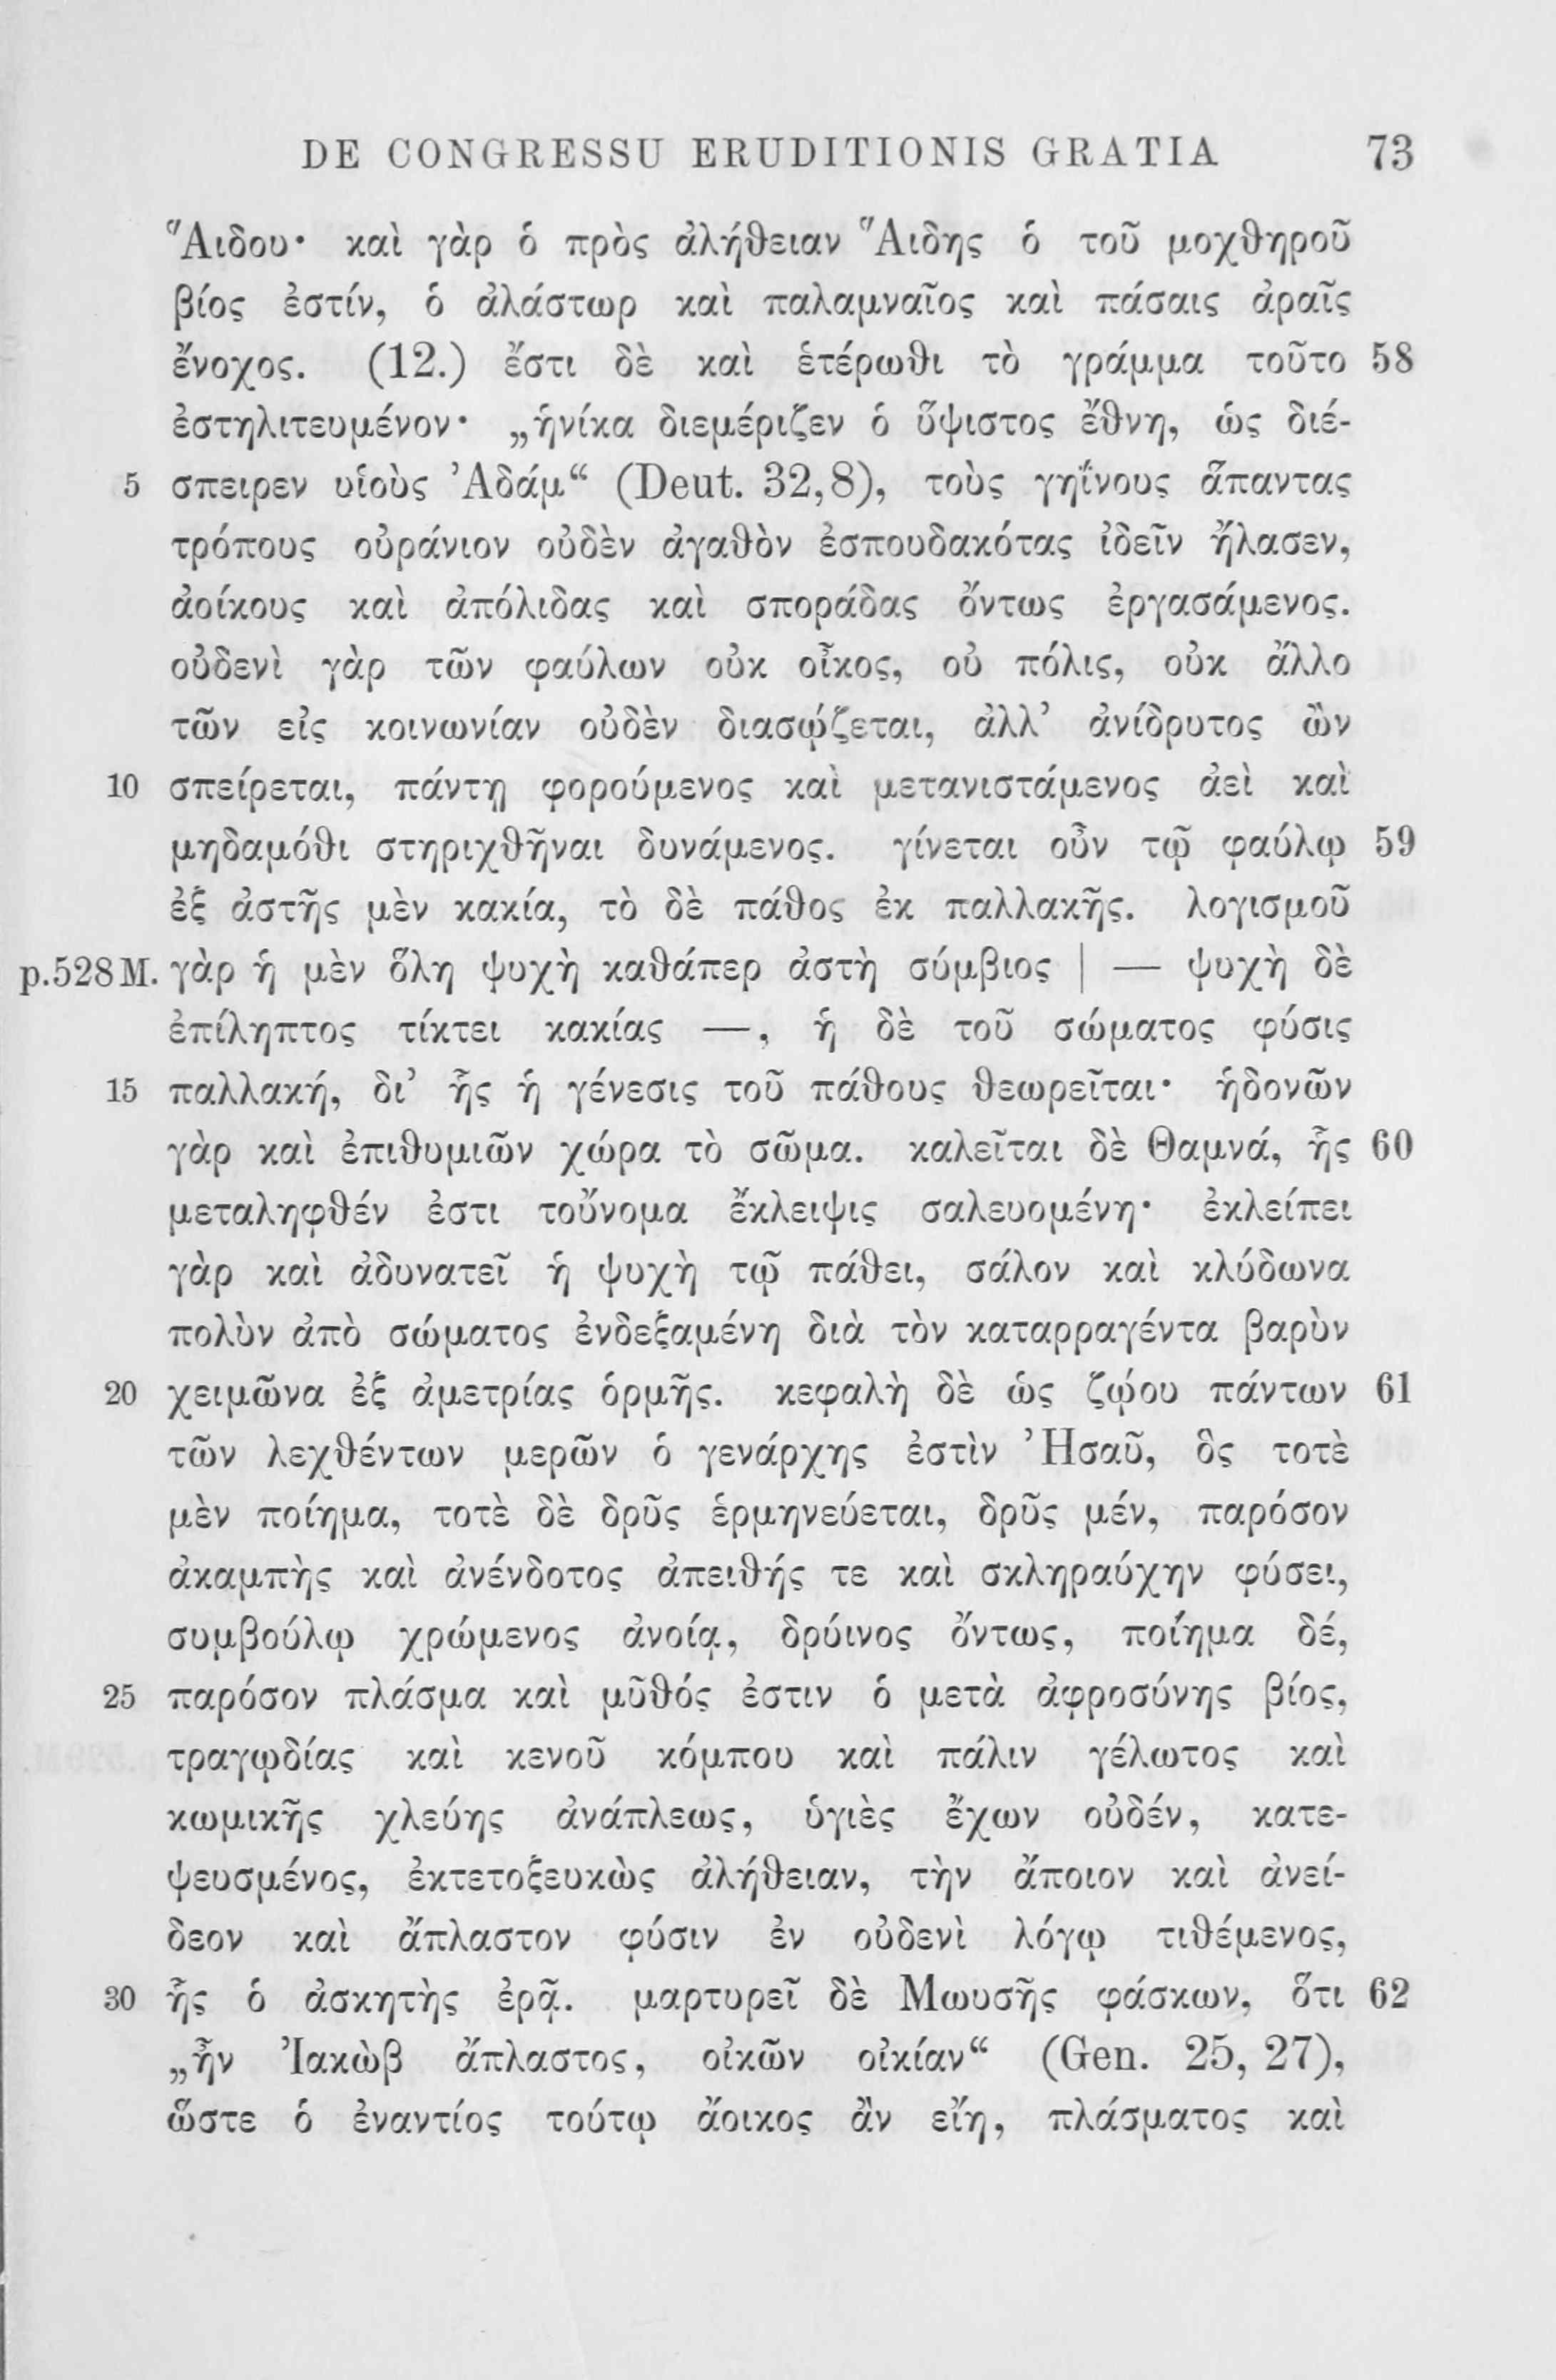 DE CONGRESSU ERUDITIONIS GRATIA 73
Ἅιδου· καὶ γὰρ ὁ πρὸς ἀλήθειαν Ἅιδης ὁ τοῦ μοχθηροῦ
βίος ἐστίν, ὁ ἀλάστωρ καὶ παλαμναῖος καὶ πάσαις ἀραῖς
ἔνοχος. (12.) ἔστι δὲ καὶ ἑτέρωθι τὸ γράμμα τοῦτο 58
ἐστηλιτευμένον· „ἡνίκα διεμέριζεν ὁ ὕψιστος ἔθνη, ὡς διέ-
5 σπειρεν υἱοὺς Ἀδάμ“ (Deut. 32,8), τοὺς γηΐνους ἅπαντας
τρόπους οὐράνιον οὐδὲν ἀγαθὸν ἐσπουδακότας ἰδεῖν ἤλασεν,
ἀοίκους καὶ ἀπόλιδας καὶ σποράδας ὄντως ἐργασάμενος.
οὐδενὶ γὰρ τῶν φαύλων οὐκ οἶκος, οὐ πόλις, οὐκ ἄλλο
τῶν εἰς κοινωνίαν οὐδὲν διασῴζεται, ἀλλ’ ἀνίδρυτος ὢν
10 σπείρεται, πάντῃ φορούμενος καὶ μετανιστάμενος ἀεὶ καὶ
μηδαμόθι στηριχθῆναι δυνάμενος. γίνεται οὖν τῷ φαύλῳ 59
ἐξ ἀστῆς μὲν κακία, τὸ δὲ πάθος ἐκ παλλακῆς. λογισμοῦ
p.528 M. γὰρ ἡ μὲν ὅλη ψυχὴ καθάπερ ἀστὴ σύμβιος | — ψυχὴ δὲ
ἐπίληπτος τίκτει κακίας —, ἡ δὲ τοῦ σώματος φύσις
15 παλλακή, δι’ ἧς ἡ γένεσις τοῦ πάθους θεωρεῖται· ἡδονῶν
γὰρ καὶ ἐπιθυμιῶν χώρα τὸ σῶμα. καλεῖται δὲ Θαμνά, ἧς 60
μεταληφθέν ἐστι τοὔνομα ἔκλειψις σαλευομένη· ἐκλείπει
γὰρ καὶ ἀδυνατεῖ ἡ ψυχὴ τῷ πάθει, σάλον καὶ κλύδωνα
πολὺν ἀπὸ σώματος ἐνδεξαμένη διὰ τὸν καταρραγέντα βαρὺν
20 χειμῶνα ἐξ ἀμετρίας ὁρμῆς. κεφαλὴ δὲ ὡς ζῴου πάντων 61
τῶν λεχθέντων μερῶν ὁ γενάρχης ἐστὶν Ἠσαῦ, ὃς τοτὲ
μὲν ποίημα, τοτὲ δὲ δρῦς ἑρμηνεύεται, δρῦς μέν, παρόσον
ἀκαμπὴς καὶ ἀνένδοτος ἀπειθής τε καὶ σκληραύχην φύσει,
συμβούλῳ χρώμενος ἀνοίᾳ, δρύινος ὄντως, ποίημα δέ,
25 παρόσον πλάσμα καὶ μῦθός ἐστιν ὁ μετὰ ἀφροσύνης βίος,
τραγῳδίας καὶ κενοῦ κόμπου καὶ πάλιν γέλωτος καὶ
κωμικῆς χλεύης ἀνάπλεως, ὑγιὲς ἔχων οὐδέν, κατε-
ψευσμένος, ἐκτετοξευκὼς ἀλήθειαν, τὴν ἄποιον καὶ ἀνεί-
δεον καὶ ἄπλαστον φύσιν ἐν οὐδενὶ λόγῳ τιθέμενος,
30 ἧς ὁ ἀσκητὴς ἐρᾷ. μαρτυρεῖ δὲ Μωυσῆς φάσκων, ὅτι 62
„ἦν Ἰακὼβ ἄπλαστος, οἰκῶν οἰκίαν“ (Gen. 25, 27),
ὥστε ὁ ἐναντίος τούτῳ ἄοικος ἂν εἴη, πλάσματος καὶ